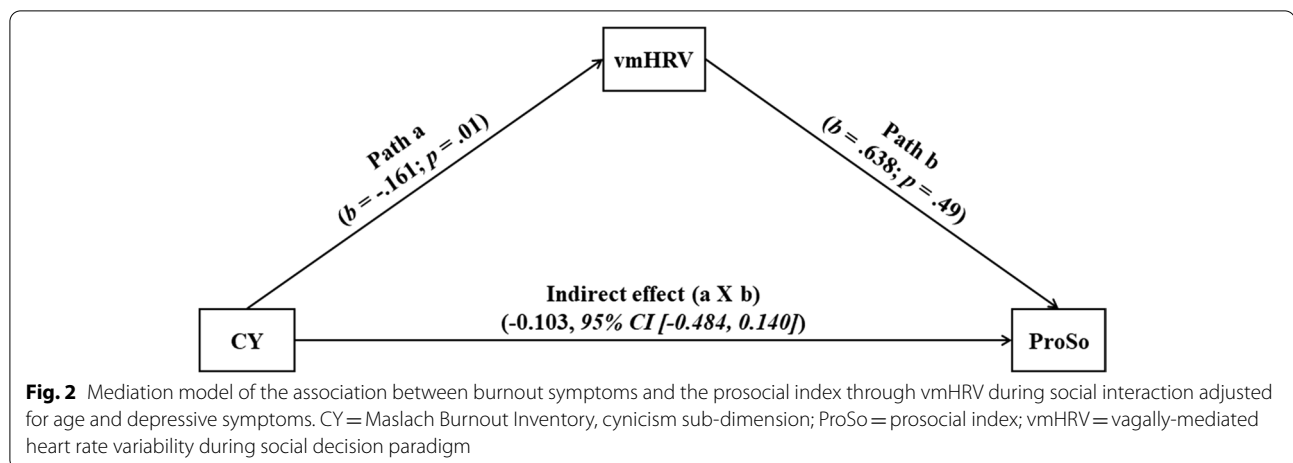 vmHRV
Path a
(b = -.161; p = .01)
Path b
(b = .638; p = .49)
Indirect effect (a X b)
(-0.103, 95% CI [-0.484, 0.140])
CY
ProSo
Fig. 2 Mediation model of the association between burnout symptoms and the prosocial index through vmHRV during social interaction adjusted
for age and depressive symptoms. CY = Maslach Burnout Inventory, cynicism sub-dimension; ProSo = prosocial index; vmHRV = vagally-mediated
heart rate variability during social decision paradigm